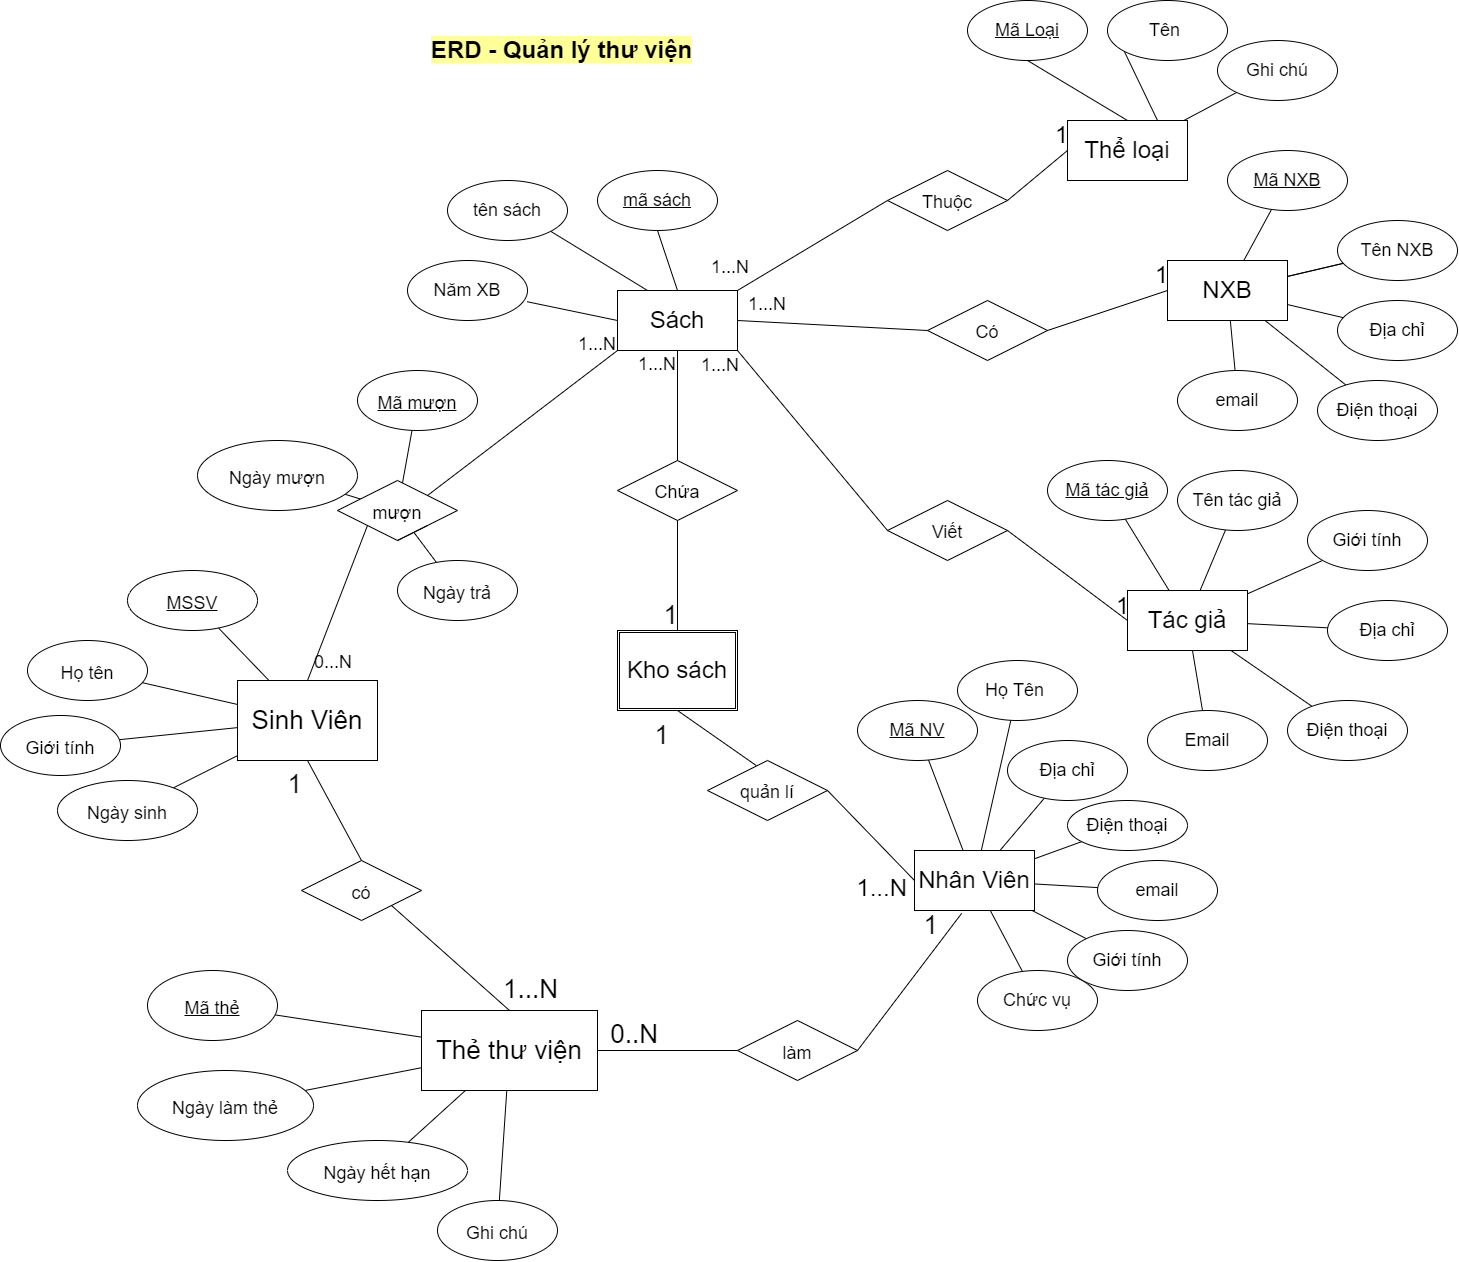 ERD - Quản lý thư viện
Mã Loại
Tên
Ghi chú
1
Thể loại
Thuộc
Mã NXB
tên sách
mã sách
Tên NXB
1...N
Năm XB
1
NXB
1...N
Sách
Có
Địa chỉ
1...N
1...N
1...N
email
Điện thoại
Mã mượn
Ngày mượn
mượn
Chứa
Mã tác giả
Tên tác giả
Viết
Giới tính
Ngày trả
MSSV
1
1
Tác giả
Địa chỉ
0...N
Họ tên
Kho sách
Họ Tên
Sinh Viên
Giới tính
1
Mã NV
Email
Điện thoại
1
Ngày sinh
quản lí
Địa chỉ
Điện thoại
có
1...N
Nhân Viên
email
1
Giới tính
1...N
Chức vụ
Mã thẻ
0..N
Thẻ thư viện
làm
Ngày làm thẻ
Ngày hết hạn
Ghi chú